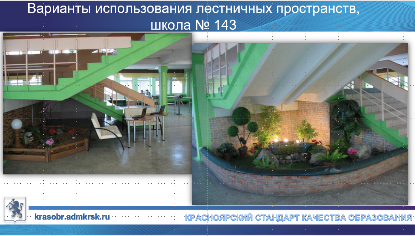 Варианты использования лестничных пространств,
школа № 143
krasobr.admkrsk.ru
КРАСНОЯРСКИЙ СТАНДАРТ КАЧЕСТВА ОБРАЗОВАНИЯ